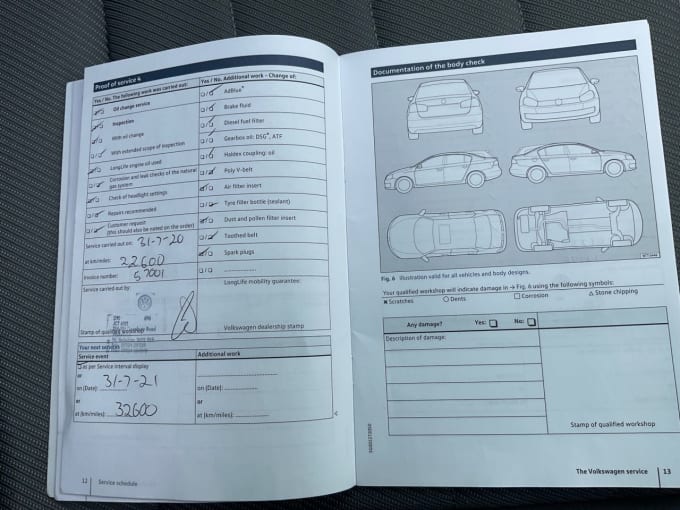 Proof of service 4
Yes / No. The following work was carried out:
Oil change service
Inspection
With oil change
With extended scope of inspection
LongLife engine oil used
Corrosion and leak checks of the natural
gas system
Check of headlight settings
Repairs recommended
Customer request
(this should also be noted on the order)
Service carried out on: 31-7-20
at km/miles: 22600
Invoice number: 57001
Service carried out by:
Stamp of qualified workshop
Yes / No. Additional work – Change of:
AdBlue®
Brake fluid
Diesel fuel filter
Gearbox oil: DSG®, ATF
Haldex coupling: oil
Poly V-belt
Air filter insert
Tyre filler bottle (sealant)
Dust and pollen filter insert
Toothed belt
Spark plugs
LongLife mobility guarantee:
Volkswagen dealership stamp
Your next services
Service event
Additional work
as per Service interval display
or
on (Date): 31-7-21
or
at (km/miles): 32600
on (Date):
or
at (km/miles):
12 Service schedule
Documentation of the body check
Fig. 6 Illustration valid for all vehicles and body designs.
Your qualified workshop will indicate damage in → Fig. 6 using the following symbols:
× Scratches ○ Dents □ Corrosion △ Stone chipping
Any damage? Yes: No:
Description of damage:
Stamp of qualified workshop
The Volkswagen service 13